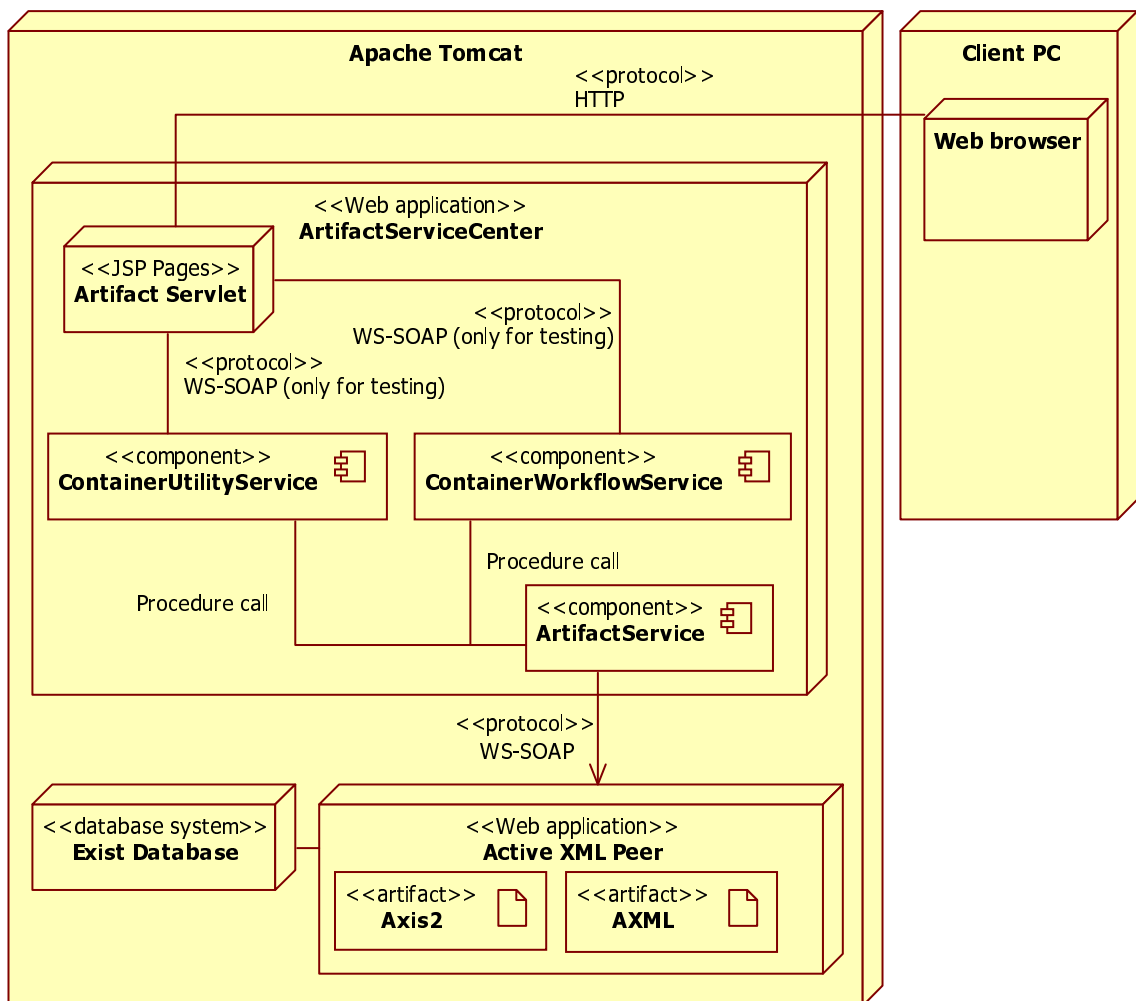 Apache Tomcat
Client PC
<<protocol>>
HTTP
Web browser
<<Web application>>
ArtifactServiceCenter
<<JSP Pages>>
Artifact Servlet
<<protocol>>
WS-SOAP (only for testing)
<<protocol>>
WS-SOAP (only for testing)
<<component>>
ContainerUtilityService
<<component>>
ContainerWorkflowService
Procedure call
Procedure call
<<component>>
ArtifactService
<<protocol>>
WS-SOAP
<<database system>>
Exist Database
<<Web application>>
Active XML Peer
<<artifact>>
Axis2
<<artifact>>
AXML